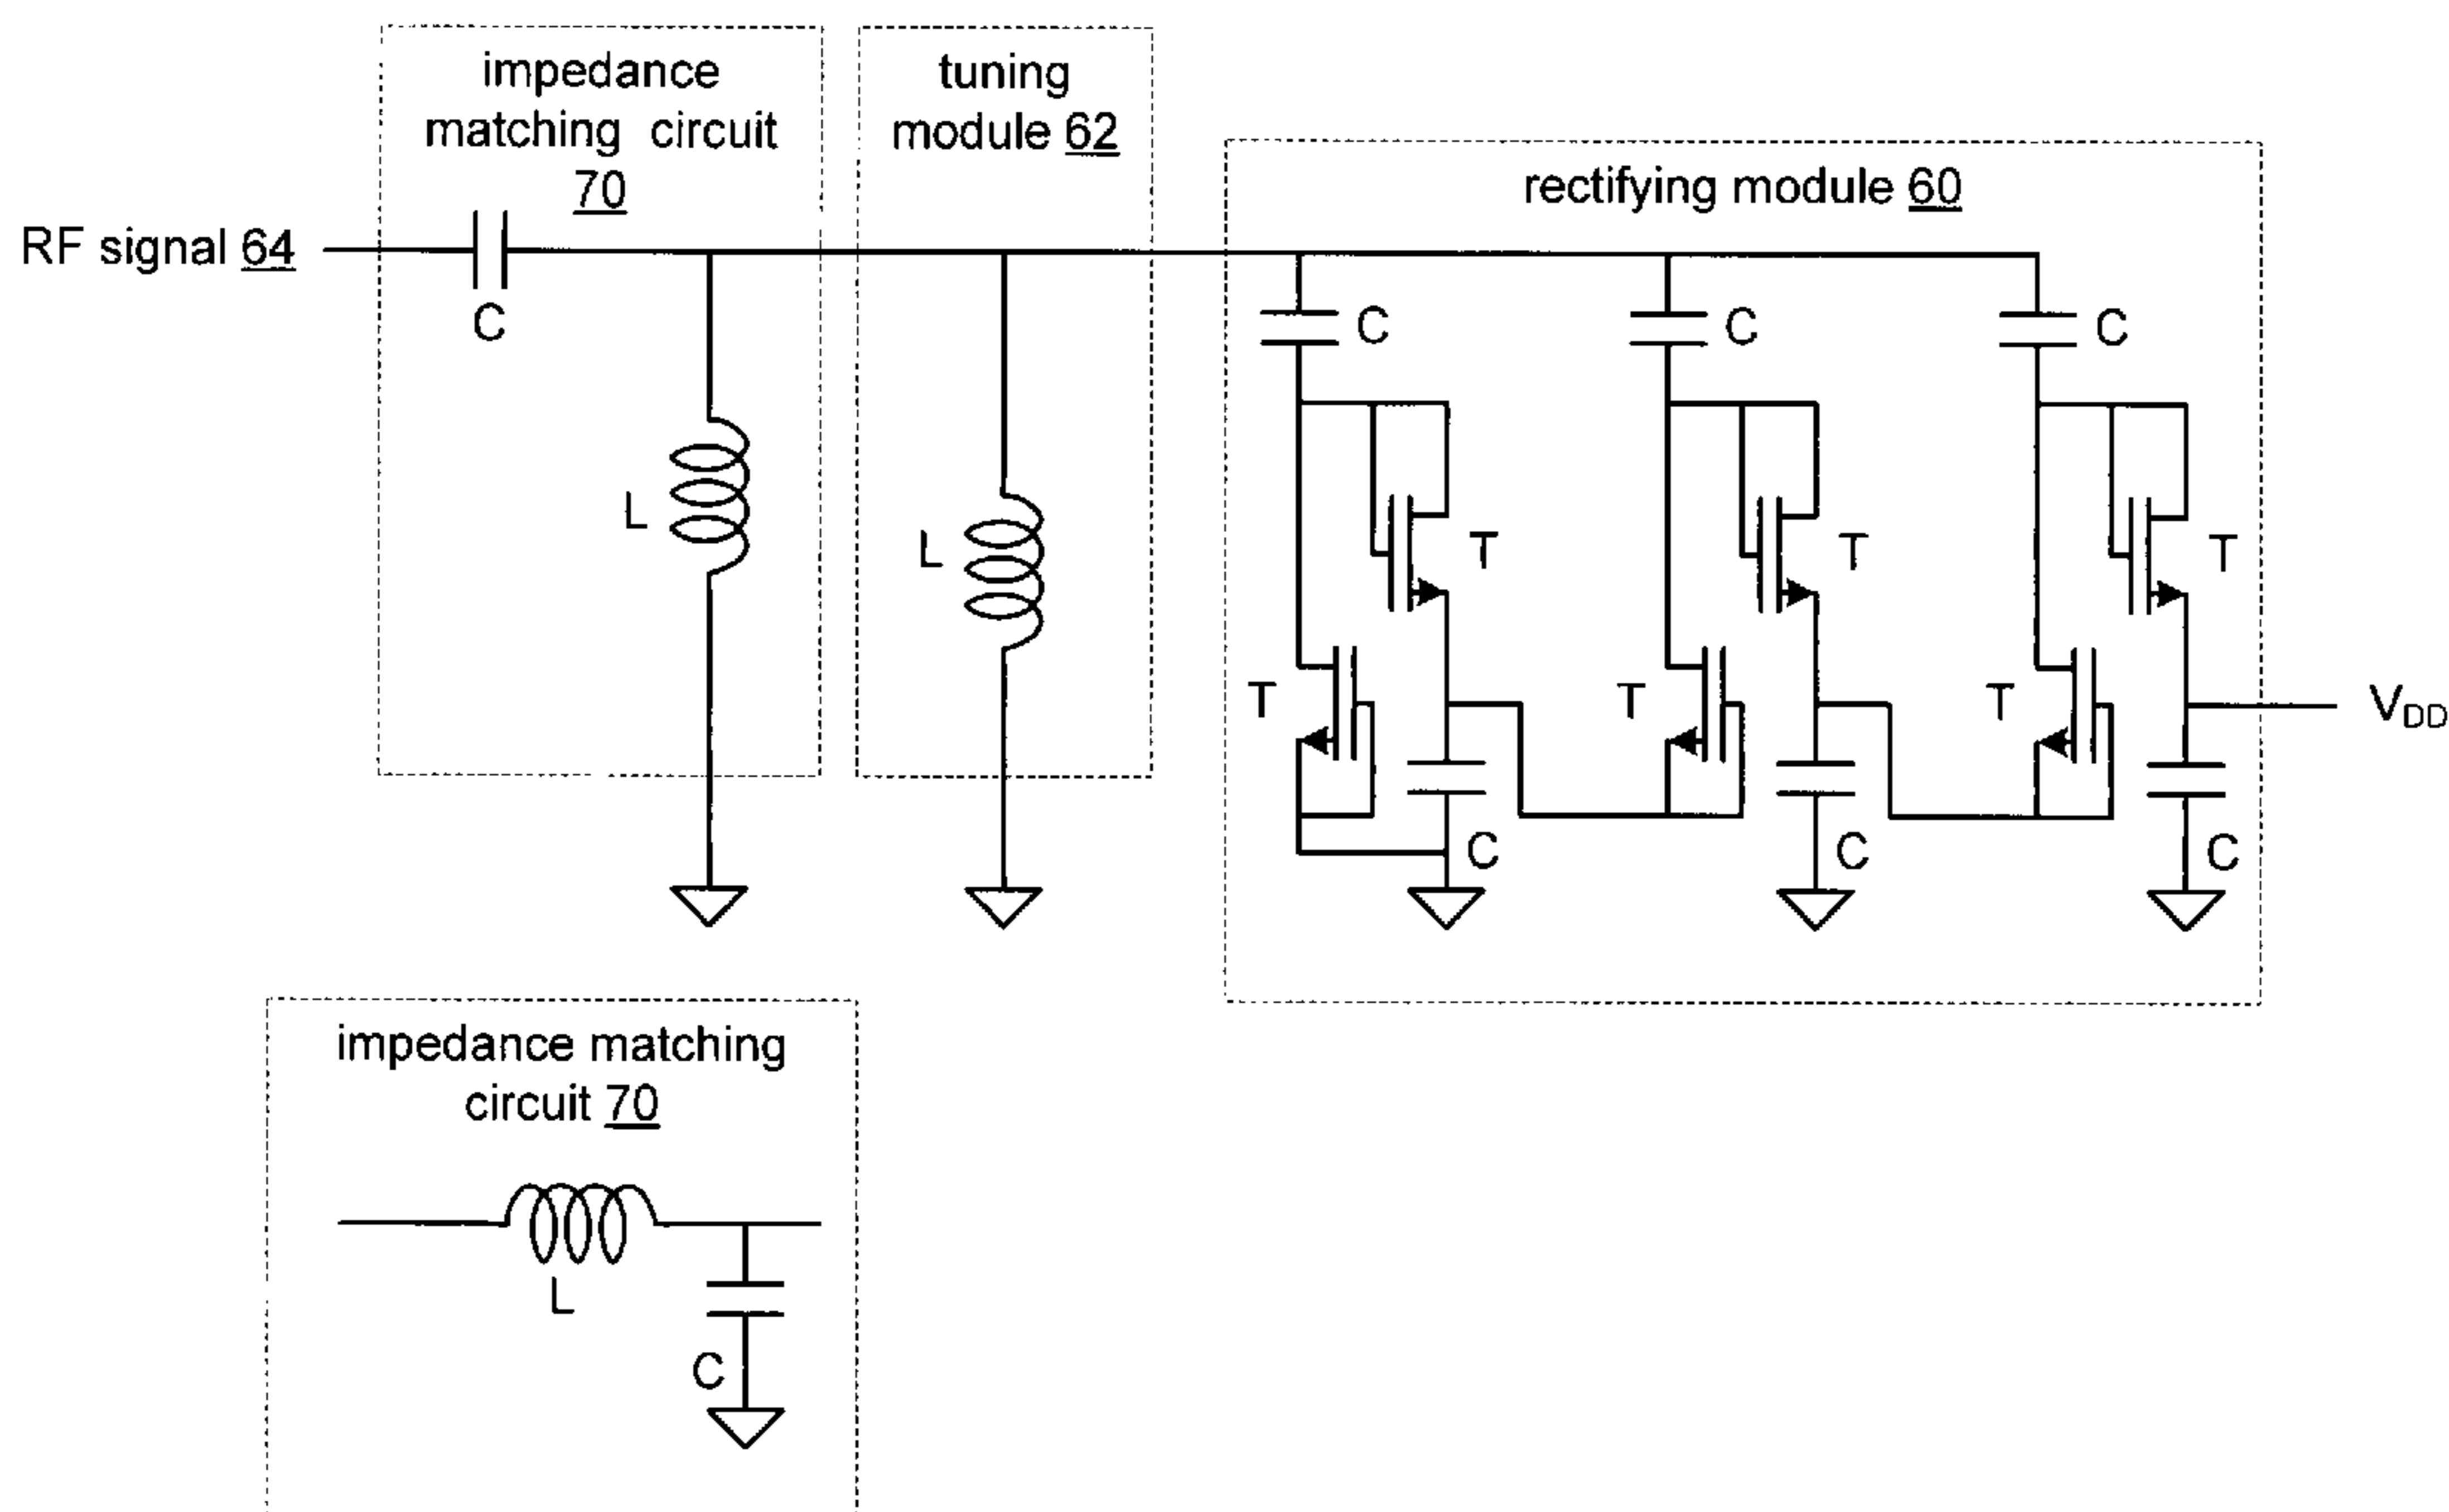 impedance
matching circuit
70
tuning
module 62
rectifying module 60
RF signal 64
C
C
C
C
L
L
T
T
T
T
T
T
VDD
C
C
C
impedance matching
circuit 70
L
C